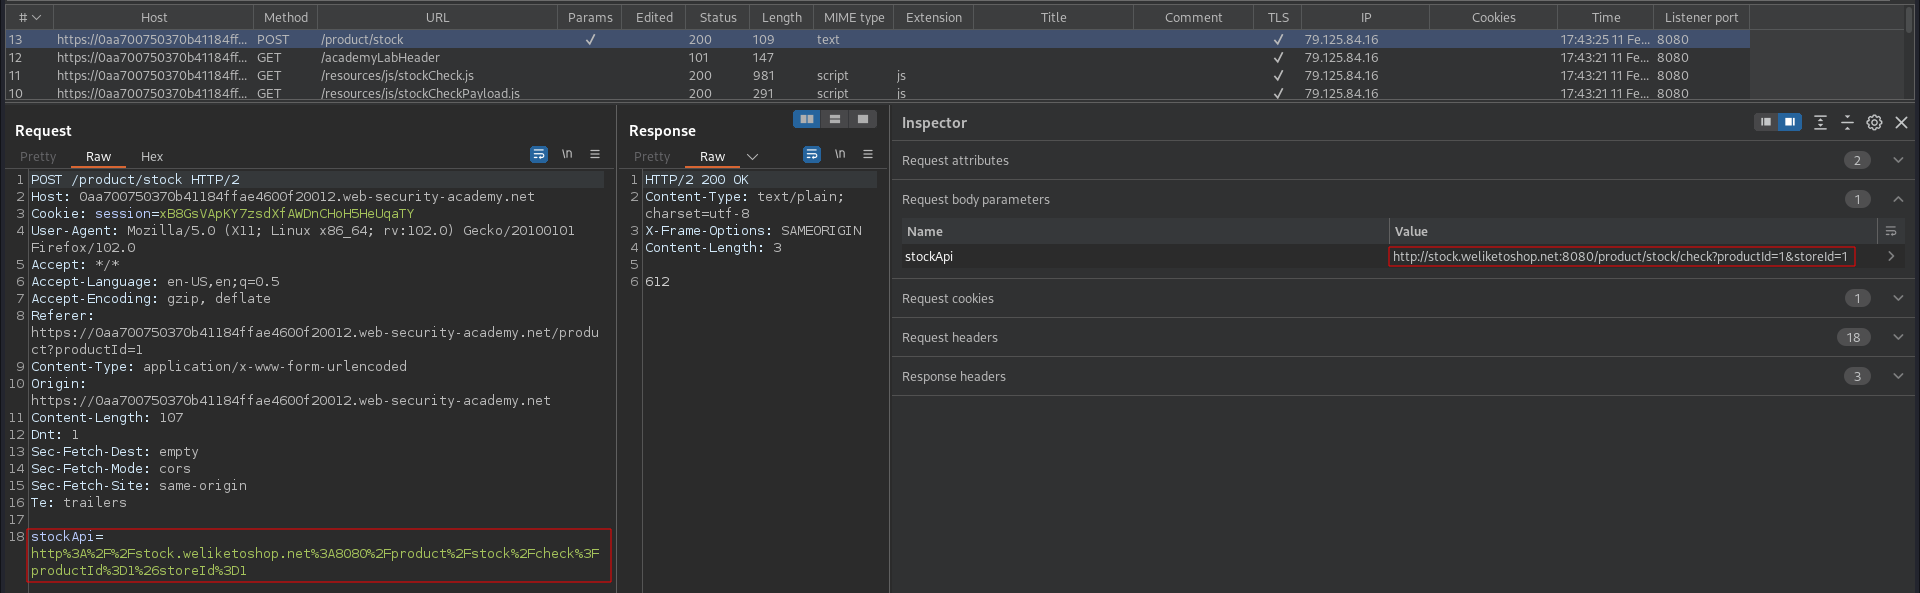 # Host Method URL Params Edited Status Length MIME type Extension Title Comment TLS IP Cookies Time Listener port
13 https://0aa700750370b41184ff... POST /product/stock ✓ 200 109 text ✓ 79.125.84.16 17:43:25 11 Fe... 8080
12 https://0aa700750370b41184ff... GET /academyLabHeader 101 147 ✓ 79.125.84.16 17:43:21 11 Fe... 8080
11 https://0aa700750370b41184ff... GET /resources/js/stockCheck.js 200 981 script js ✓ 79.125.84.16 17:43:21 11 Fe... 8080
10 https://0aa700750370b41184ff... GET /resources/js/stockCheckPayload.js 200 291 script js ✓ 79.125.84.16 17:43:21 11 Fe... 8080
Request
Pretty Raw Hex \n
1 POST /product/stock HTTP/2
2 Host: 0aa700750370b41184ffae4600f20012.web-security-academy.net
3 Cookie: session=xB8GsVApKY7zsdXfAWDnCHoH5HeUqaTY
4 User-Agent: Mozilla/5.0 (X11; Linux x86_64; rv:102.0) Gecko/20100101
Firefox/102.0
5 Accept: */*
6 Accept-Language: en-US,en;q=0.5
7 Accept-Encoding: gzip, deflate
8 Referer:
https://0aa700750370b41184ffae4600f20012.web-security-academy.net/produ
ct?productId=1
9 Content-Type: application/x-www-form-urlencoded
10 Origin:
https://0aa700750370b41184ffae4600f20012.web-security-academy.net
11 Content-Length: 107
12 Dnt: 1
13 Sec-Fetch-Dest: empty
14 Sec-Fetch-Mode: cors
15 Sec-Fetch-Site: same-origin
16 Te: trailers
17
18 stockApi=
http%3A%2F%2Fstock.weliketoshop.net%3A8080%2Fproduct%2Fstock%2Fcheck%3F
productId%3D1%26storeId%3D1
Response
Pretty Raw \n
1 HTTP/2 200 OK
2 Content-Type: text/plain;
charset=utf-8
3 X-Frame-Options: SAMEORIGIN
4 Content-Length: 3
5
6 612
Inspector
Request attributes 2
Request body parameters 1
Name Value
stockApi http://stock.weliketoshop.net:8080/product/stock/check?productId=1&storeId=1
Request cookies 1
Request headers 18
Response headers 3